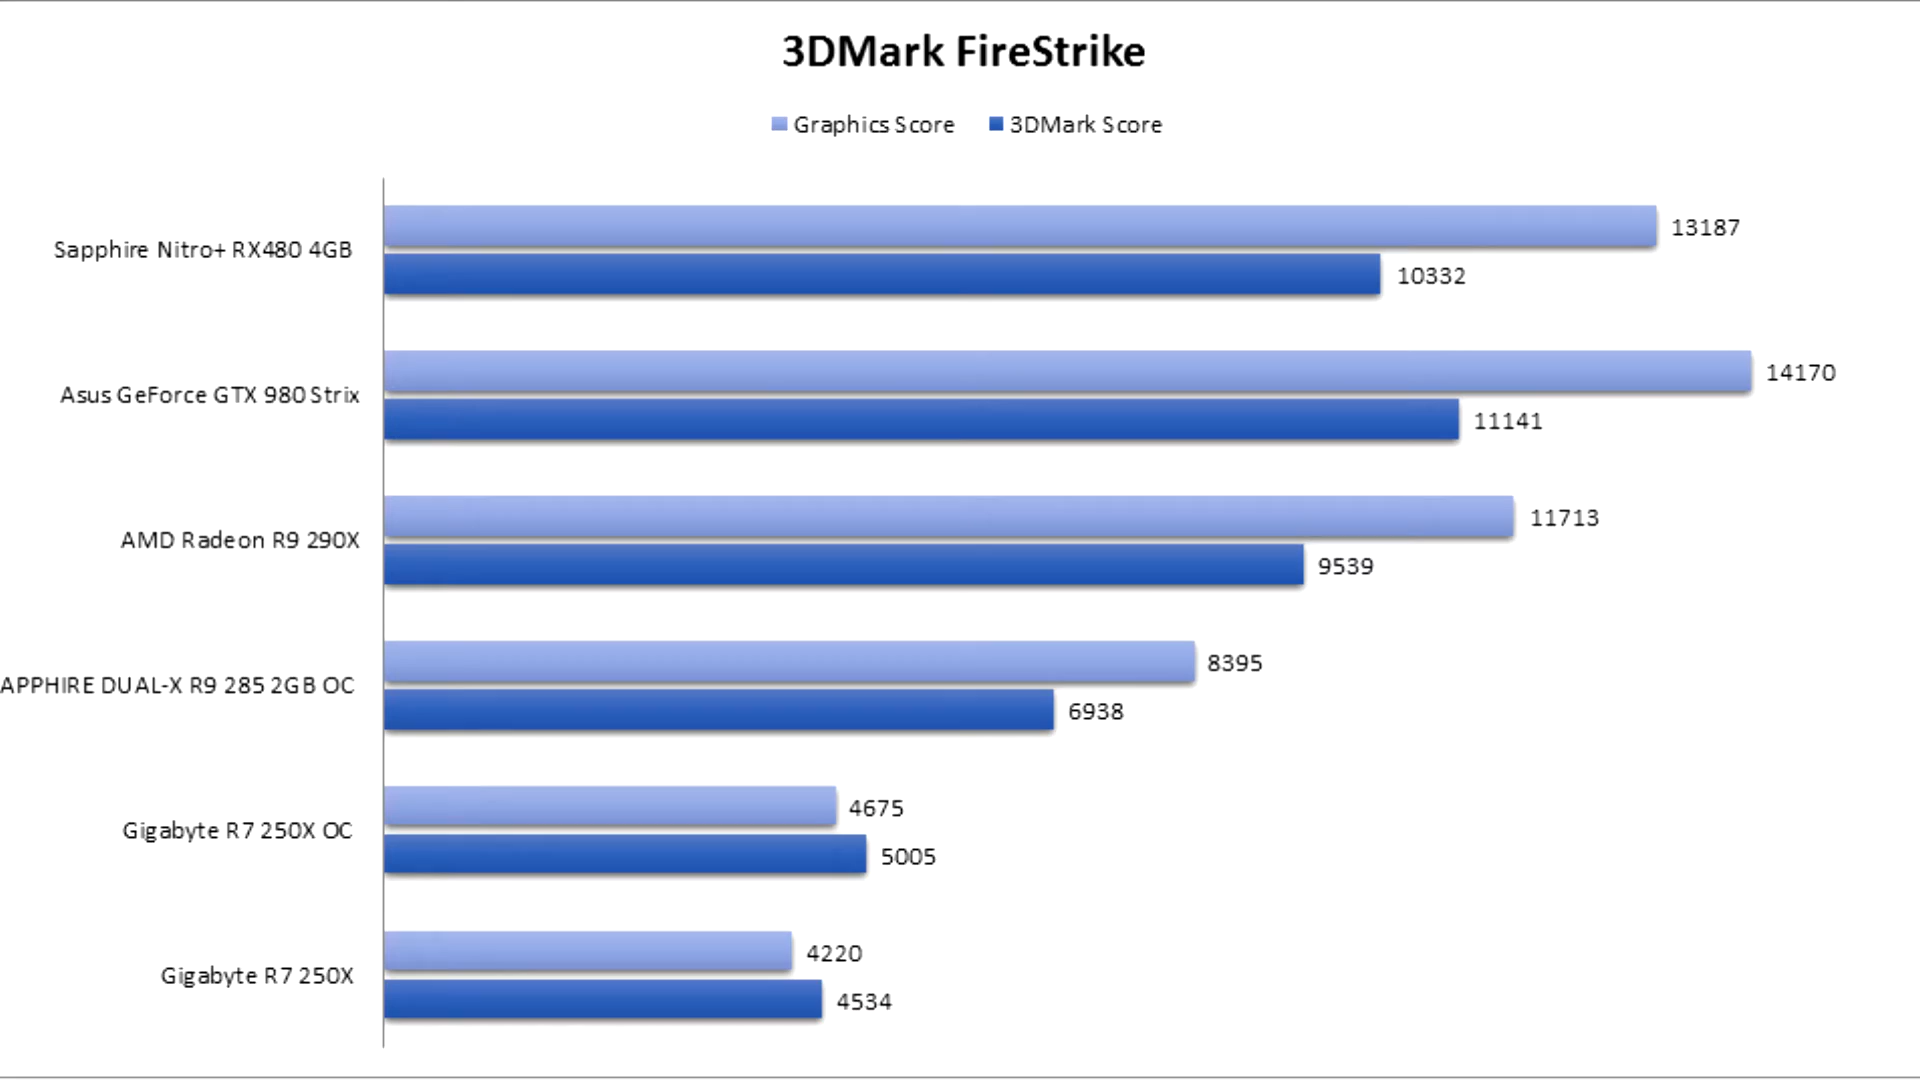 3DMark FireStrike
Graphics Score 3DMark Score
Sapphire Nitro+ RX480 4GB
13187
10332
Asus GeForce GTX 980 Strix
14170
11141
AMD Radeon R9 290X
11713
9539
APPHIRE DUAL-X R9 285 2GB OC
8395
6938
Gigabyte R7 250X OC
4675
5005
Gigabyte R7 250X
4220
4534